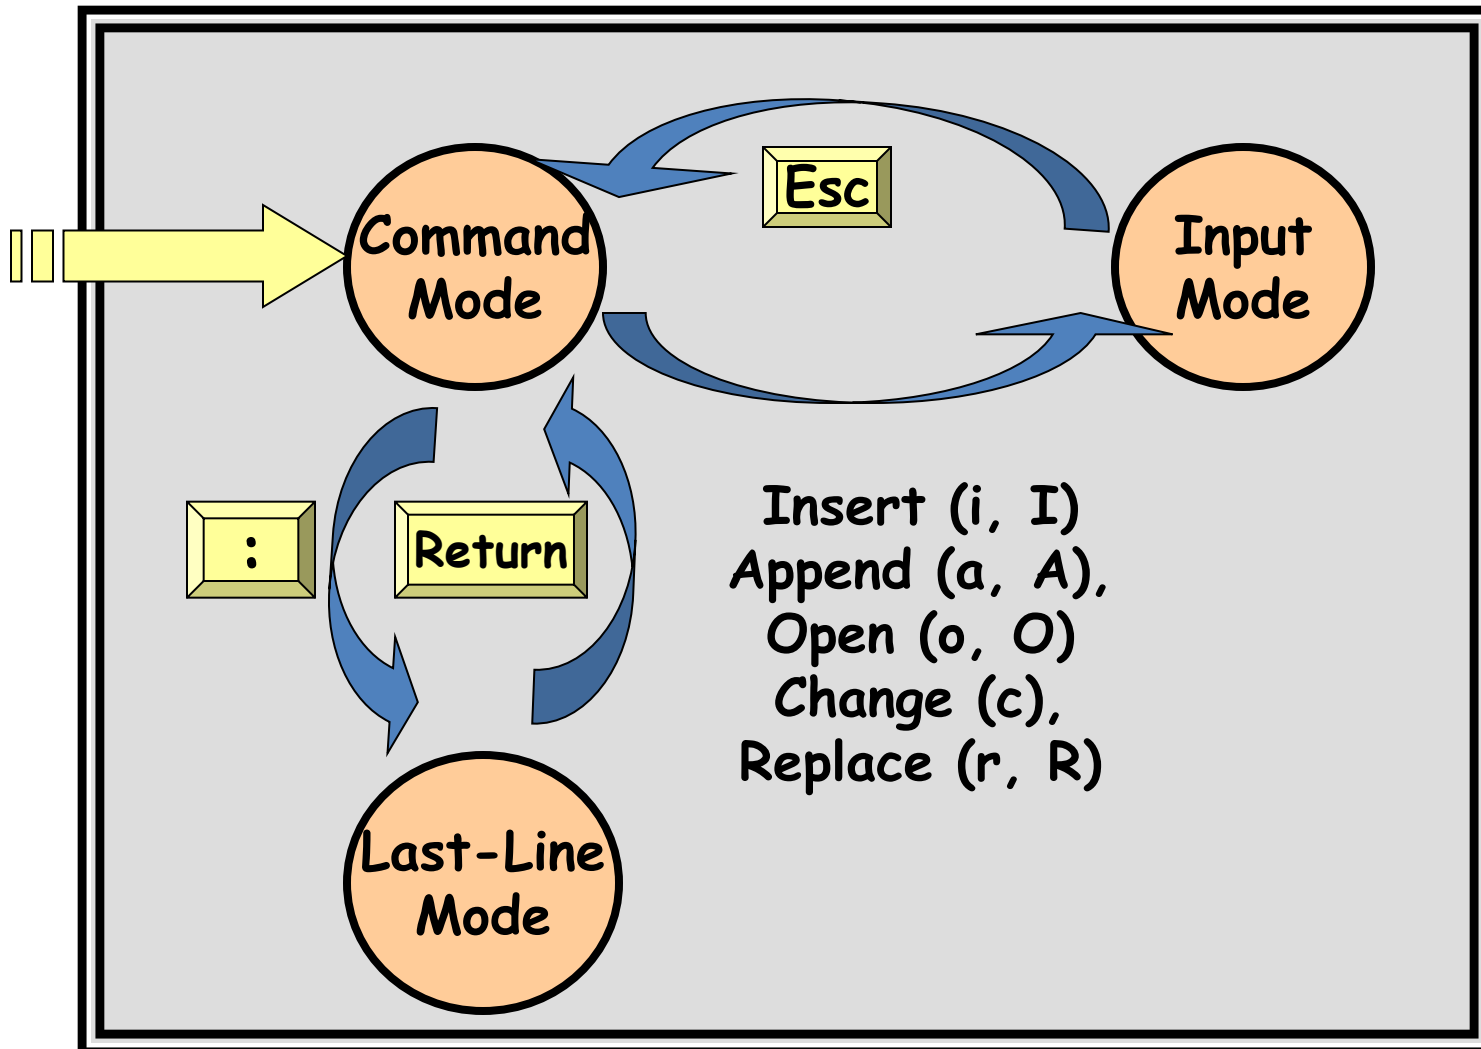 Esc
Command
Mode
Input
Mode
:
Return
Insert (i, I)
Append (a, A),
Open (o, O)
Change (c),
Replace (r, R)
Last-Line
Mode